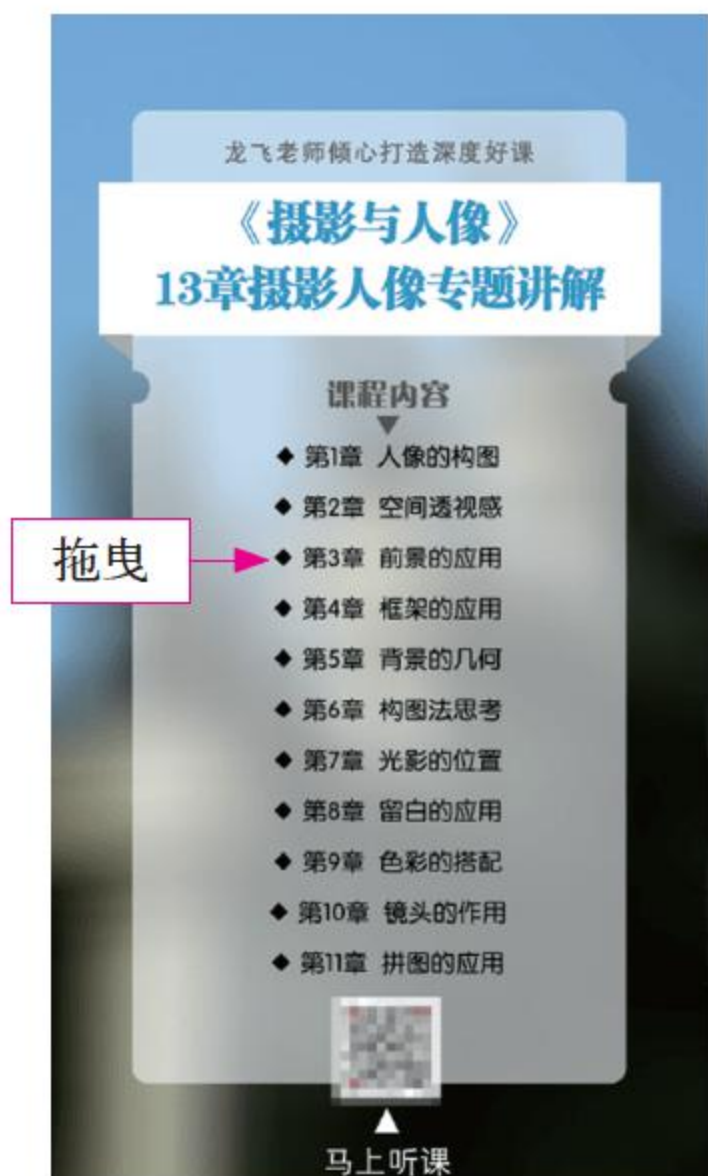 龙飞老师倾心打造深度好课
《摄影与人像》
13章摄影人像专题讲解
课程内容
◆ 第1章 人像的构图
◆ 第2章 空间透视感
拖曳
◆ 第3章 前景的应用
◆ 第4章 框架的应用
◆ 第5章 背景的几何
◆ 第6章 构图法思考
◆ 第7章 光影的位置
◆ 第8章 留白的应用
◆ 第9章 色彩的搭配
◆ 第10章 镜头的作用
◆ 第11章 拼图的应用
马上听课